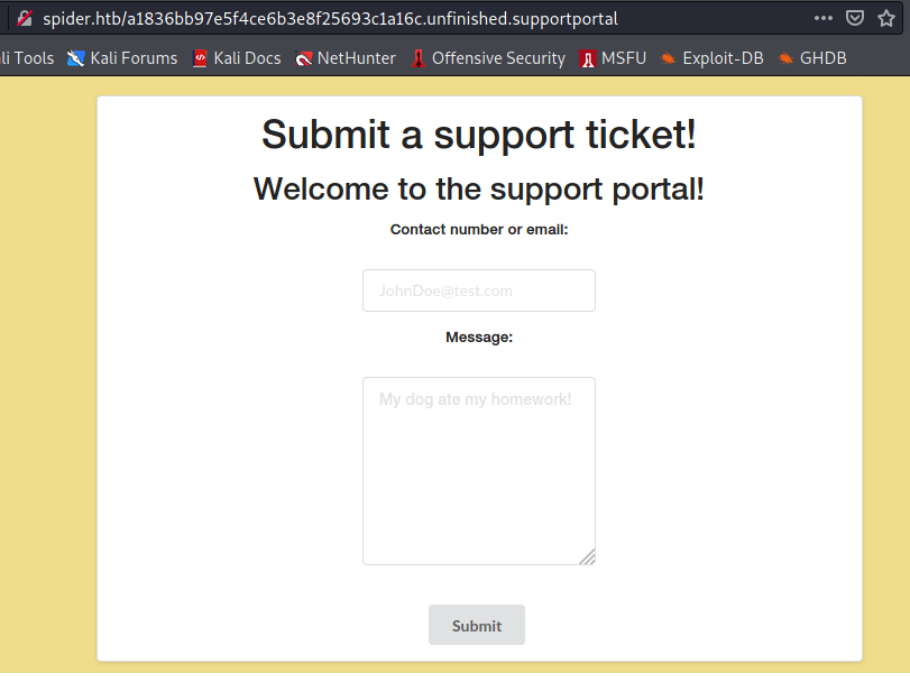 spider.htb/a1836bb97e5f4ce6b3e8f25693c1a16c.unfinished.supportportal
li Tools Kali Forums Kali Docs NetHunter Offensive Security MSFU Exploit-DB GHDB
Submit a support ticket!
Welcome to the support portal!
Contact number or email:
JohnDoe@test.com
Message:
My dog ate my homework!
Submit